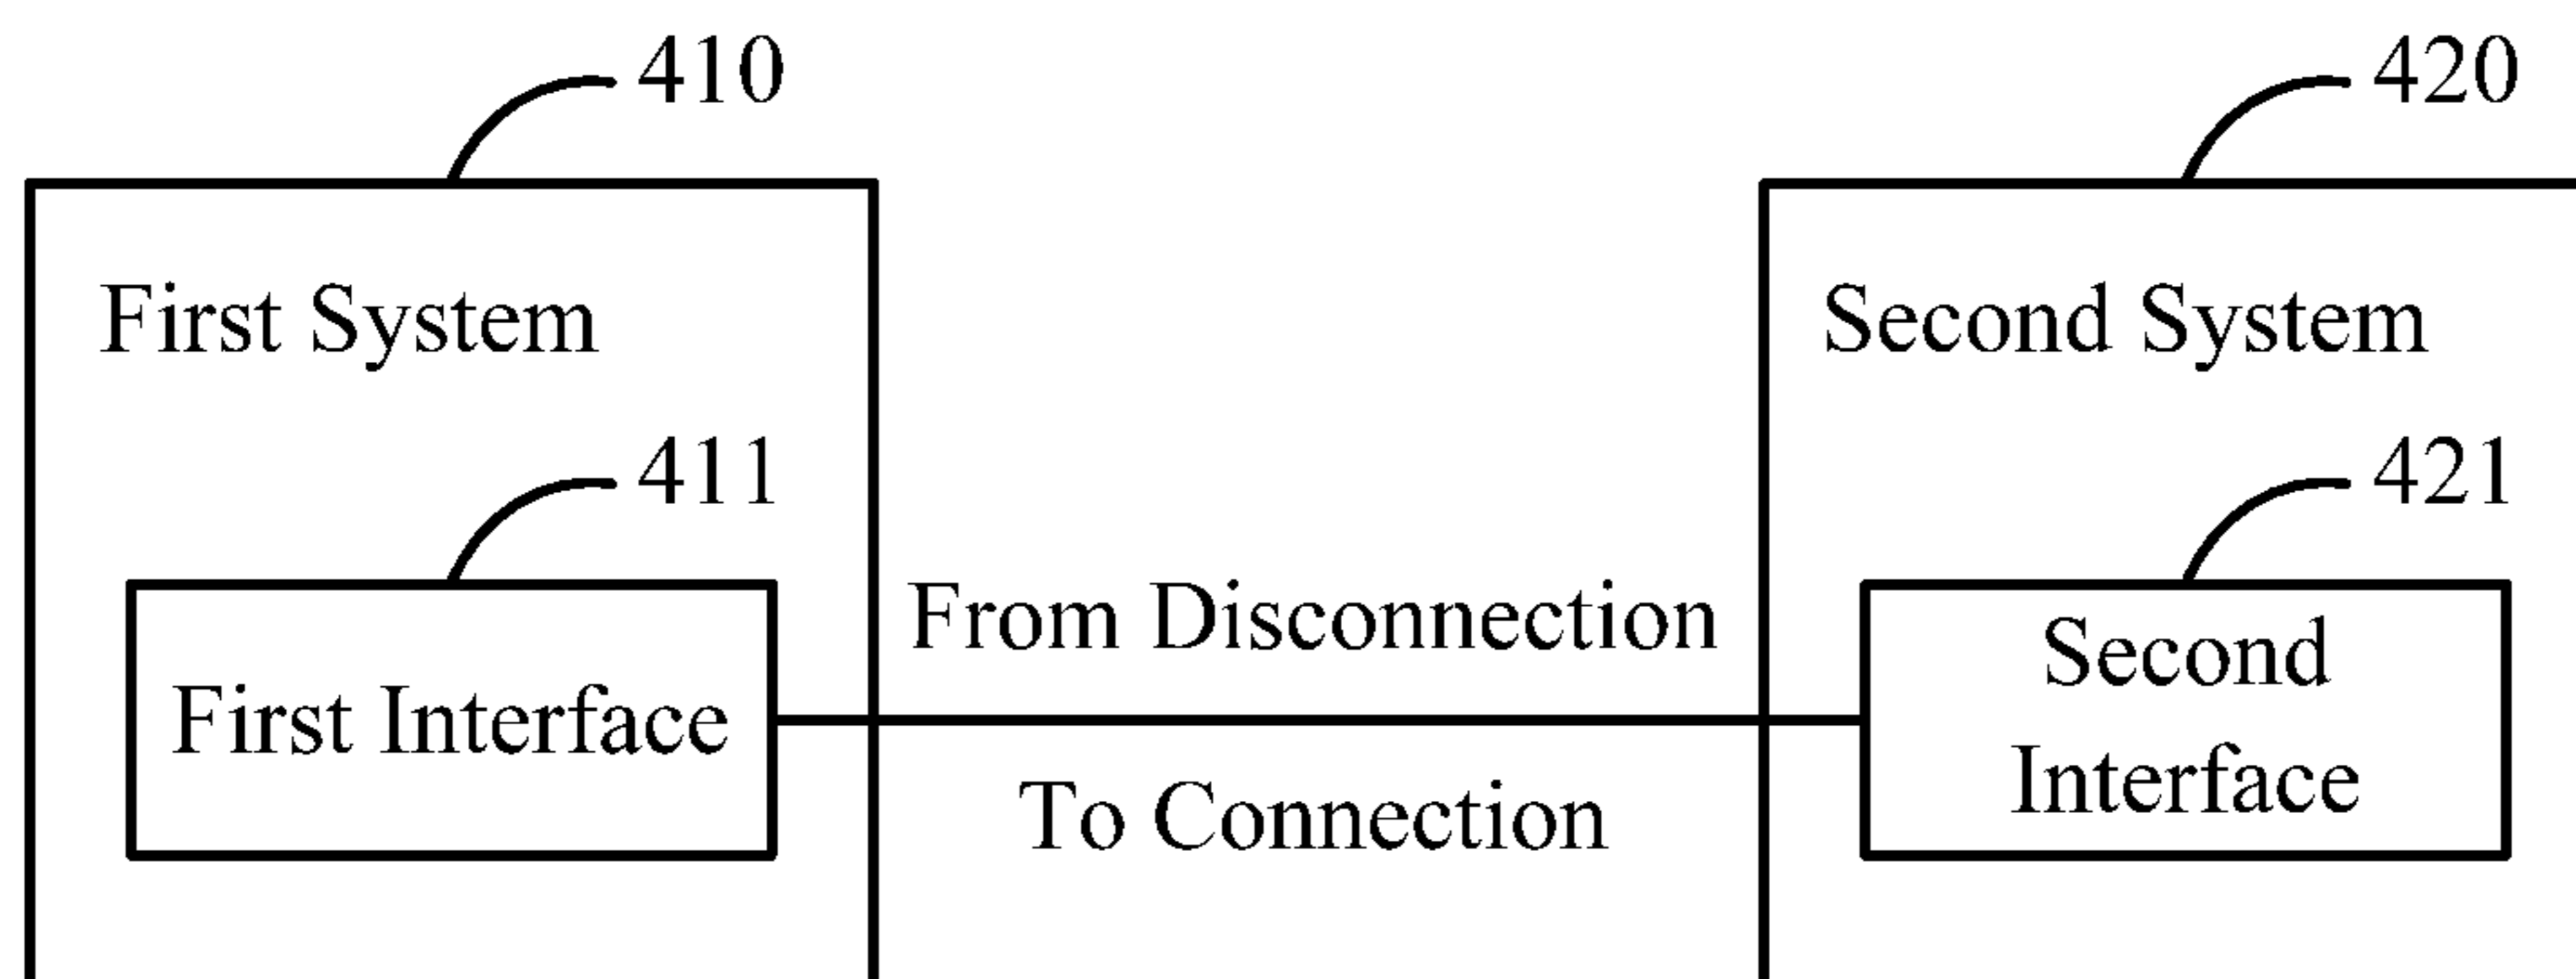 410
420
First System
Second System
411
421
From Disconnection
First Interface
Second
Interface
To Connection